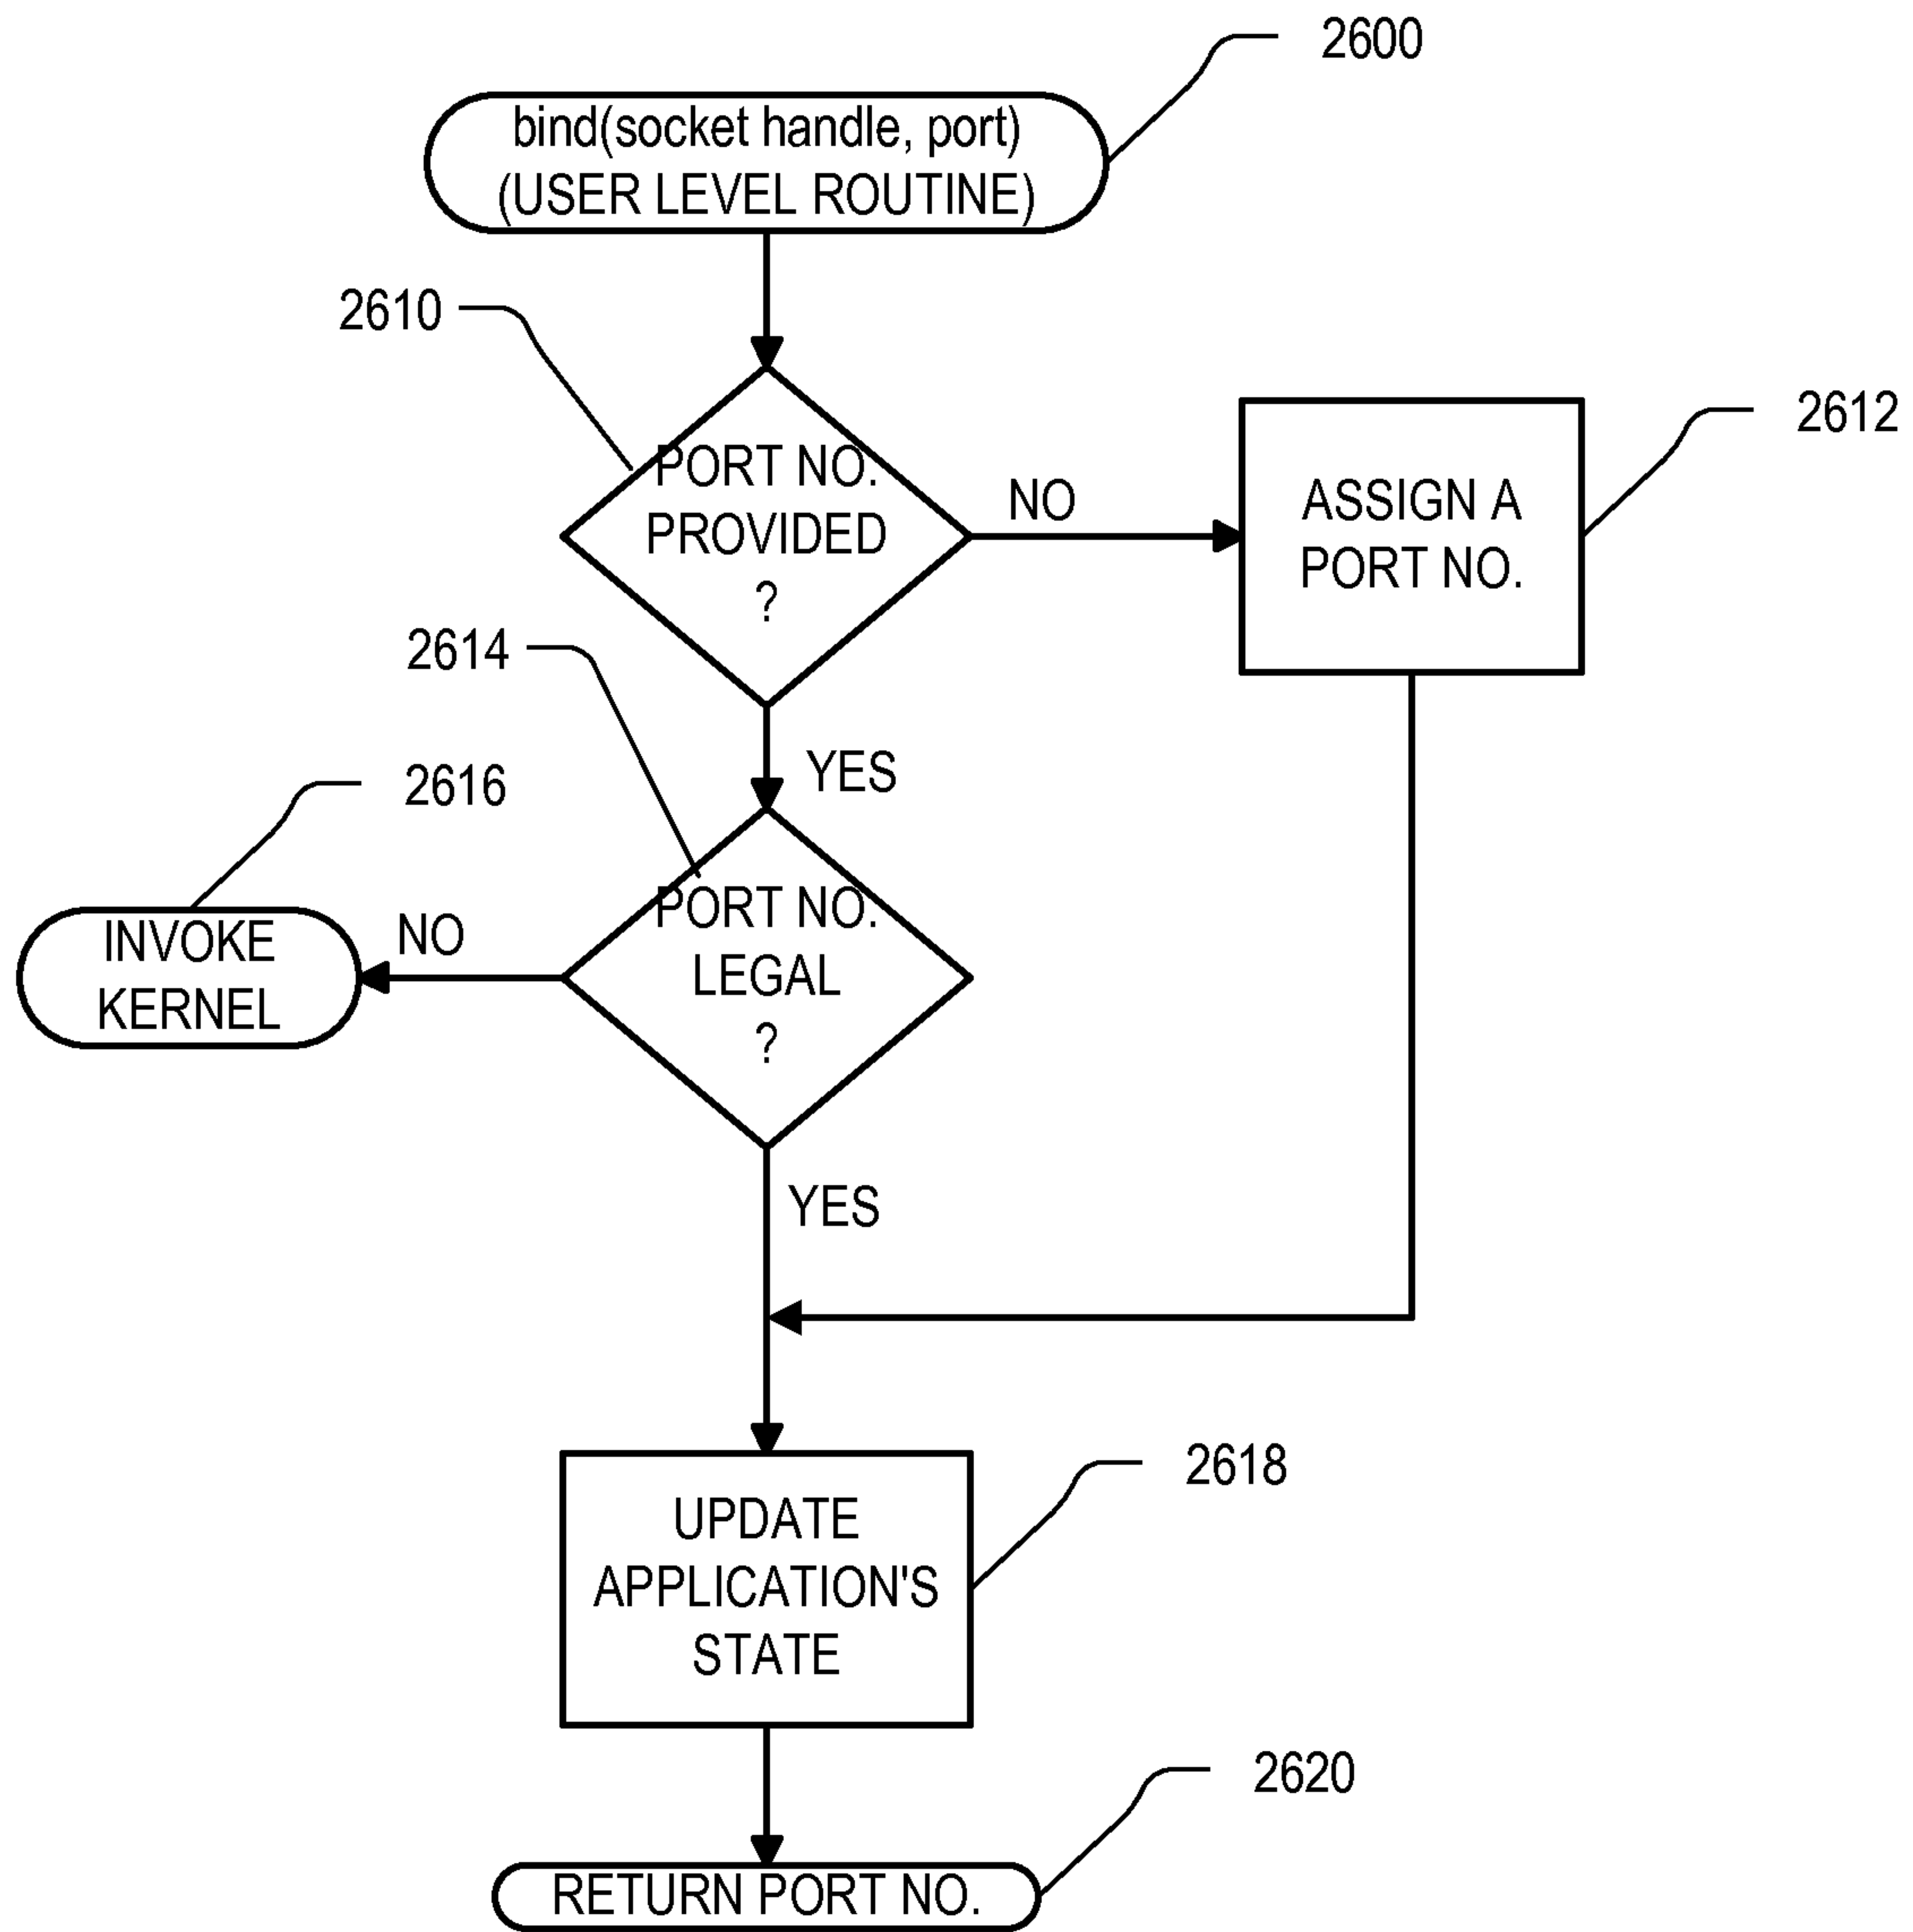 2600
bind(socket handle, port)
(USER LEVEL ROUTINE)
2610
PORT NO.
PROVIDED
?
NO
2612
ASSIGN A
PORT NO.
YES
2614
PORT NO.
LEGAL
?
NO
2616
INVOKE
KERNEL
YES
2618
UPDATE
APPLICATION'S
STATE
2620
RETURN PORT NO.